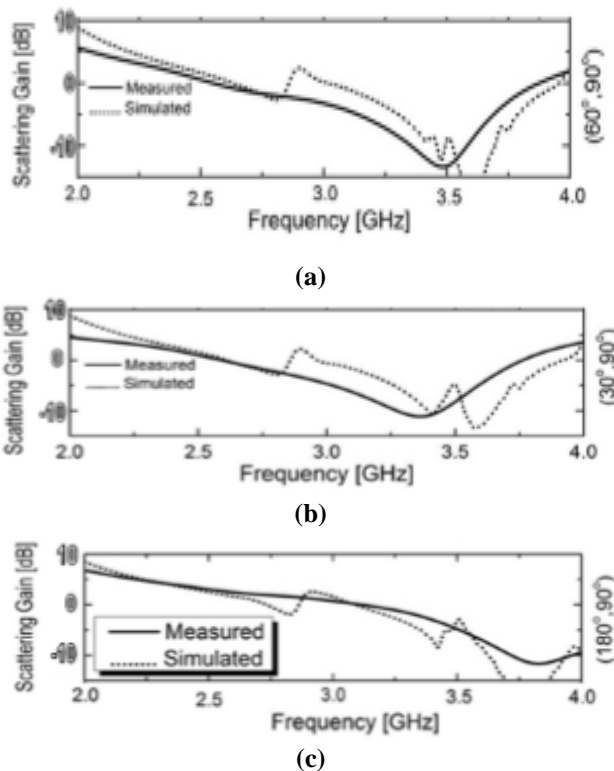 Scattering Gain [dB]
10
0
-10
Measured
Simulated
(60°,90°)
2.0 2.5 3.0 3.5 4.0
Frequency [GHz]
(a)
Scattering Gain [dB]
10
0
-10
Measured
Simulated
(30°,90°)
2.0 2.5 3.0 3.5 4.0
Frequency [GHz]
(b)
Scattering Gain [dB]
10
0
-10
Measured
Simulated
(180°,90°)
2.0 2.5 3.0 3.5 4.0
Frequency [GHz]
(c)